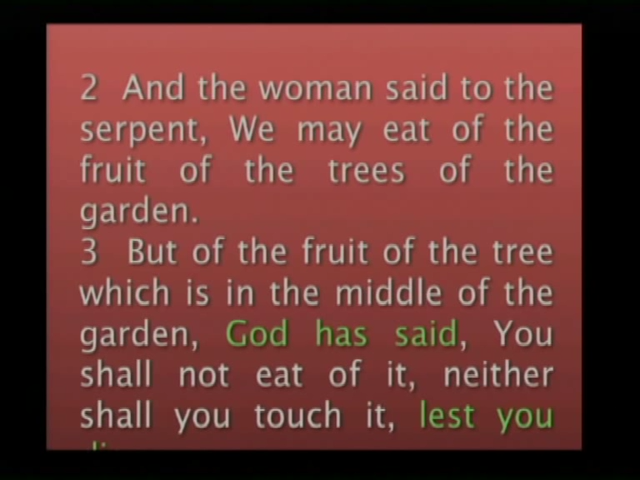 2 And the woman said to the
serpent, We may eat of the
fruit of the trees of the
garden.
3 But of the fruit of the tree
which is in the middle of the
garden, God has said, You
shall not eat of it, neither
shall you touch it, lest you